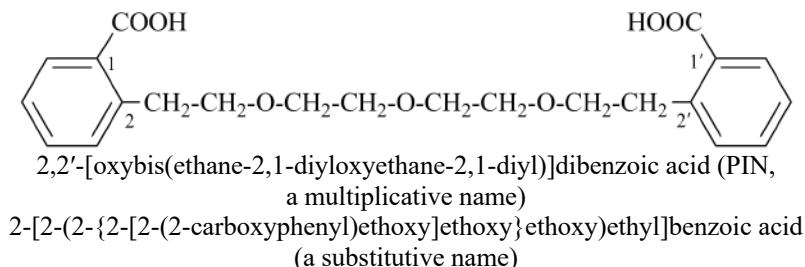 COOH HOOC
1 1′
CH2-CH2-O-CH2-CH2-O-CH2-CH2-O-CH2-CH2
2 2′
2,2′-[oxybis(ethane-2,1-diyloxyethane-2,1-diyl)]dibenzoic acid (PIN,
a multiplicative name)
2-[2-(2-{2-[2-(2-carboxyphenyl)ethoxy]ethoxy}ethoxy)ethyl]benzoic acid
(a substitutive name)